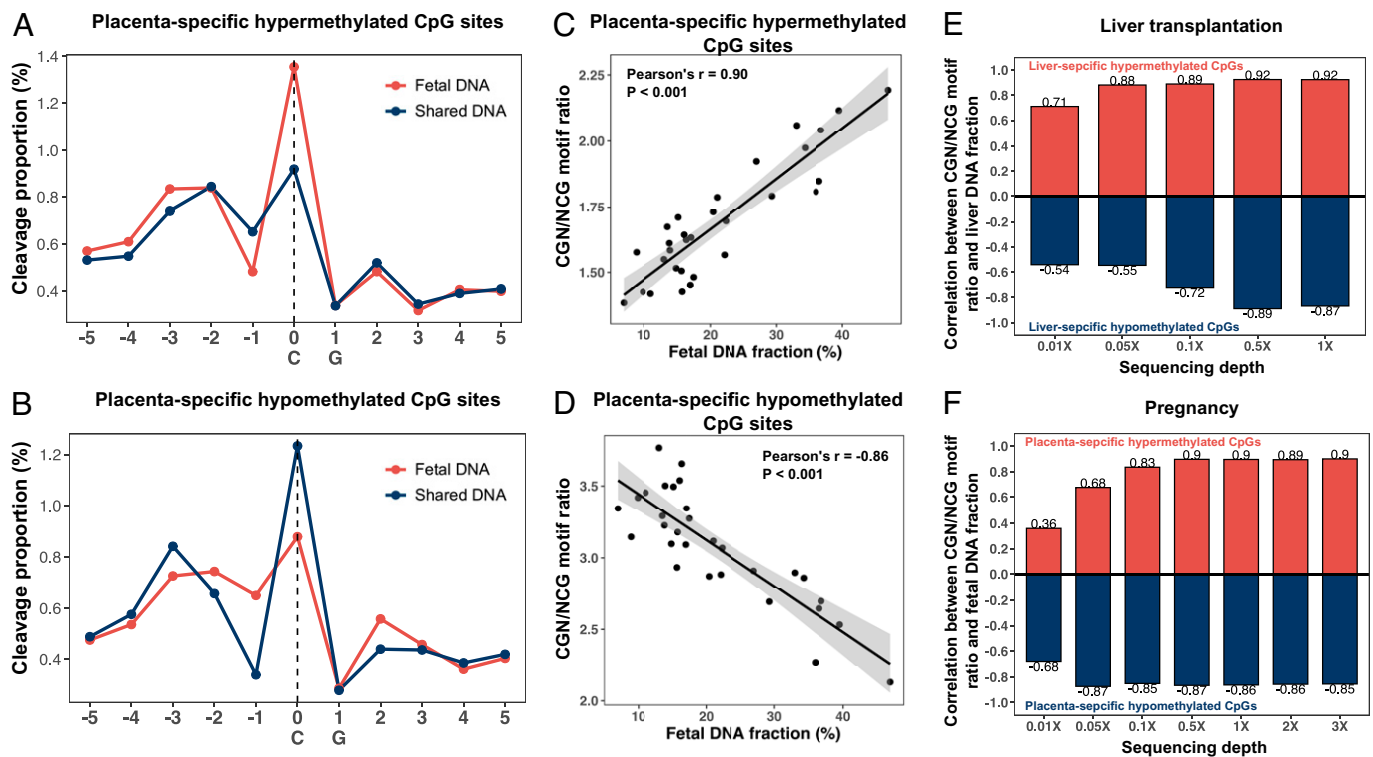 A
Placenta-specific hypermethylated CpG sites
Cleavage proportion (%)
1.4
1.2
1.0
0.8
0.6
0.4
Fetal DNA
Shared DNA
-5 -4 -3 -2 -1 0 1 2 3 4 5
C G
B
Placenta-specific hypomethylated CpG sites
Cleavage proportion (%)
1.2
1.0
0.8
0.6
0.4
Fetal DNA
Shared DNA
-5 -4 -3 -2 -1 0 1 2 3 4 5
C G
C
Placenta-specific hypermethylated
CpG sites
CGN/NCG motif ratio
Pearson's r = 0.90
P < 0.001
2.25
2.00
1.75
1.50
10 20 30 40
Fetal DNA fraction (%)
D
Placenta-specific hypomethylated
CpG sites
CGN/NCG motif ratio
Pearson's r = -0.86
P < 0.001
3.5
3.0
2.5
2.0
10 20 30 40
Fetal DNA fraction (%)
E
Liver transplantation
Correlation between CGN/NCG motif
ratio and liver DNA fraction
Liver-sepcific hypermethylated CpGs
1.0
0.8
0.6
0.4
0.2
0.0
-0.2
-0.4
-0.6
-0.8
-1.0
0.71 0.88 0.89 0.92 0.92
-0.54 -0.55 -0.72 -0.89 -0.87
Liver-sepcific hypomethylated CpGs
0.01X 0.05X 0.1X 0.5X 1X
Sequencing depth
F
Pregnancy
Correlation between CGN/NCG motif
ratio and fetal DNA fraction
Placenta-sepcific hypermethylated CpGs
1.0
0.8
0.6
0.4
0.2
0.0
-0.2
-0.4
-0.6
-0.8
-1.0
0.36 0.68 0.83 0.9 0.9 0.89 0.9
-0.68 -0.87 -0.85 -0.87 -0.86 -0.86 -0.85
Placenta-sepcific hypomethylated CpGs
0.01X 0.05X 0.1X 0.5X 1X 2X 3X
Sequencing depth